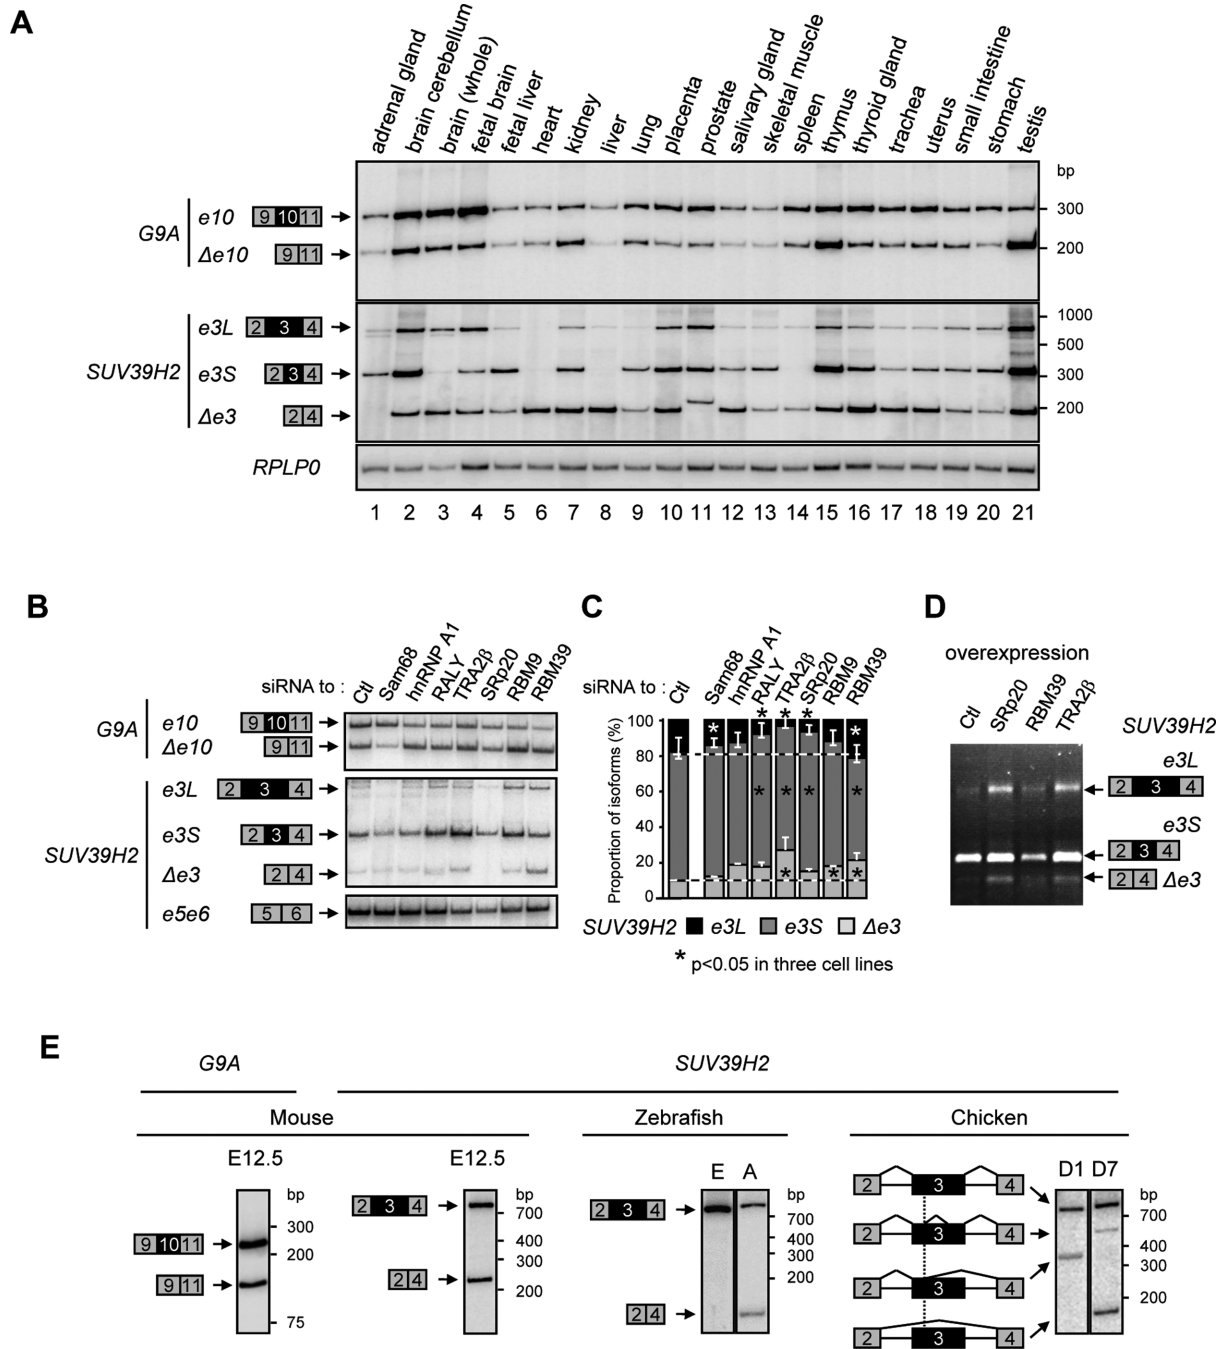 A
adrenal gland
brain cerebellum
brain (whole)
fetal brain
fetal liver
heart
kidney
liver
lung
placenta
prostate
salivary gland
skeletal muscle
spleen
thymus
thyroid gland
trachea
uterus
small intestine
stomach
testis
bp
G9A
e10 9 10 11 300
Δe10 9 11 200
SUV39H2
e3L 2 3 4 1000
500
e3S 2 3 4 300
Δe3 2 4 200
RPLP0
1 2 3 4 5 6 7 8 9 10 11 12 13 14 15 16 17 18 19 20 21
B
siRNA to :
Ctl
Sam68
hnRNP A1
RALY
TRA2β
SRp20
RBM9
RBM39
G9A
e10 9 10 11
Δe10 9 11
SUV39H2
e3L 2 3 4
e3S 2 3 4
Δe3 2 4
e5e6 5 6
C
siRNA to :
Ctl
Sam68
hnRNP A1
RALY
TRA2β
SRp20
RBM9
RBM39
Proportion of isoforms (%)
100
80
60
40
20
0
* * * * *
* * * * *
* * *
SUV39H2 e3L e3S Δe3
* p<0.05 in three cell lines
D
overexpression
Ctl
SRp20
RBM39
TRA2β
SUV39H2
e3L
2 3 4
e3S
2 3 4
2 4 Δe3
E
G9A SUV39H2
Mouse Zebrafish Chicken
E12.5
bp
300
9 10 11
200
9 11
75
E12.5
bp
2 3 4
700
400
300
2 4
200
E A
bp
2 3 4
700
400
300
200
2 4
D1 D7
2 3 4
bp
700
2 3 4
400
300
2 3 4
200
2 3 4